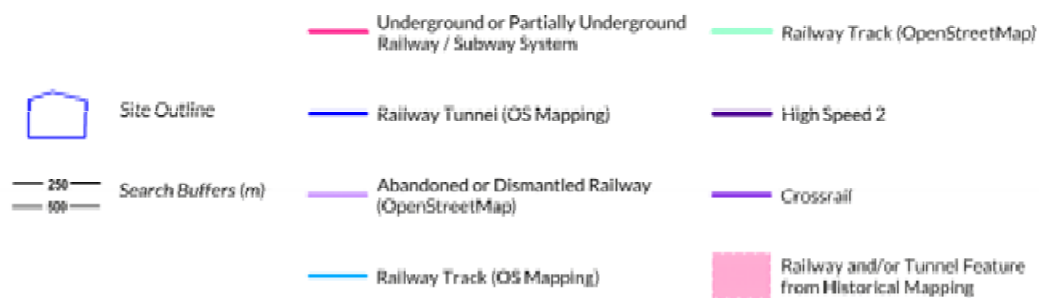 Site Outline
250
500
Search Buffers (m)
Underground or Partially Underground
Railway / Subway System
Railway Tunnel (OS Mapping)
Abandoned or Dismantled Railway
(OpenStreetMap)
Railway Track (OS Mapping)
Railway Track (OpenStreetMap)
High Speed 2
Crossrail
Railway and/or Tunnel Feature
from Historical Mapping